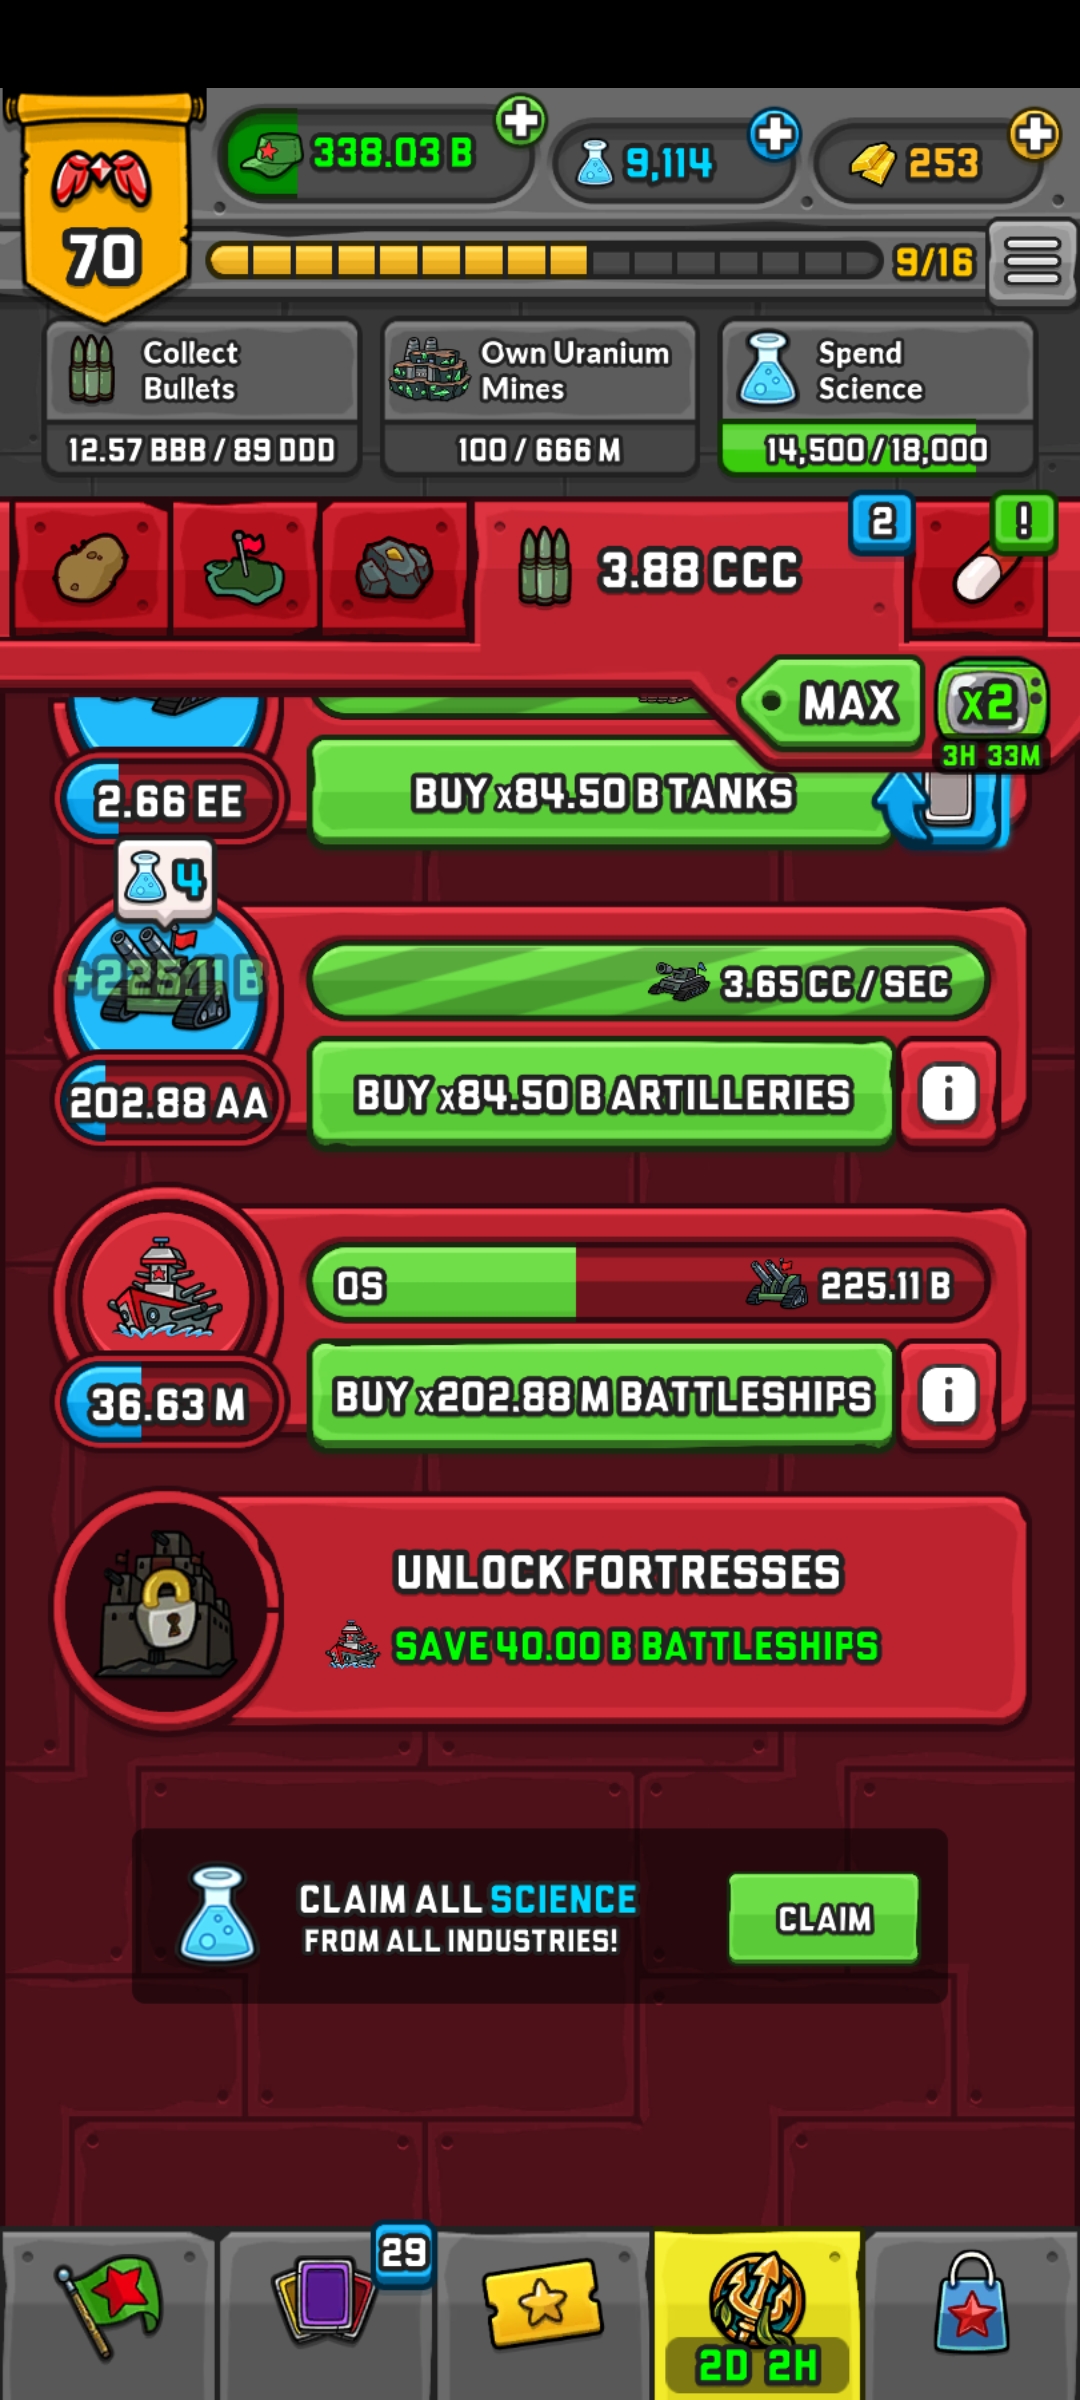 338.03 B
9,114
253
70
9/16
Collect
Bullets
12.57 BBB / 89 DDD
Own Uranium
Mines
100 / 666 M
Spend
Science
14,500/18,000
3.88 CCC
2
!
MAX
x2
3H 33M
2.66 EE
BUY x84.50 B TANKS
4
+225.11 B
3.65 CC / SEC
202.88 AA
BUY x84.50 B ARTILLERIES
i
0S
225.11 B
36.63 M
BUY x202.88 M BATTLESHIPS
i
UNLOCK FORTRESSES
SAVE 40.00 B BATTLESHIPS
CLAIM ALL SCIENCE
FROM ALL INDUSTRIES!
CLAIM
29
2D 2H